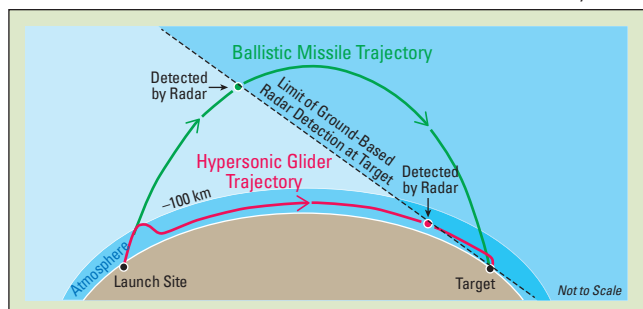 Ballistic Missile Trajectory
Detected
by Radar
Limit of Ground-Based
Radar Detection at Target
Hypersonic Glider
Trajectory
Detected
by Radar
~100 km
Atmosphere
Launch Site
Target
Not to Scale